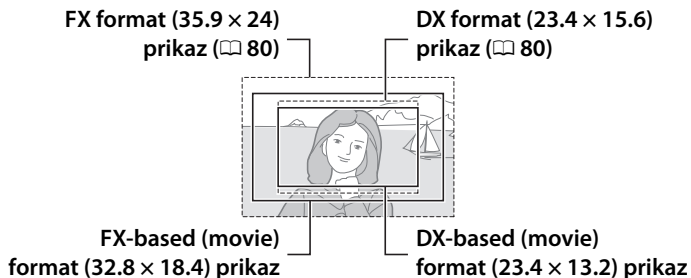 FX format (35.9 × 24)
prikaz (📖 80)
DX format (23.4 × 15.6)
prikaz (📖 80)
FX-based (movie)
format (32.8 × 18.4) prikaz
DX-based (movie)
format (23.4 × 13.2) prikaz